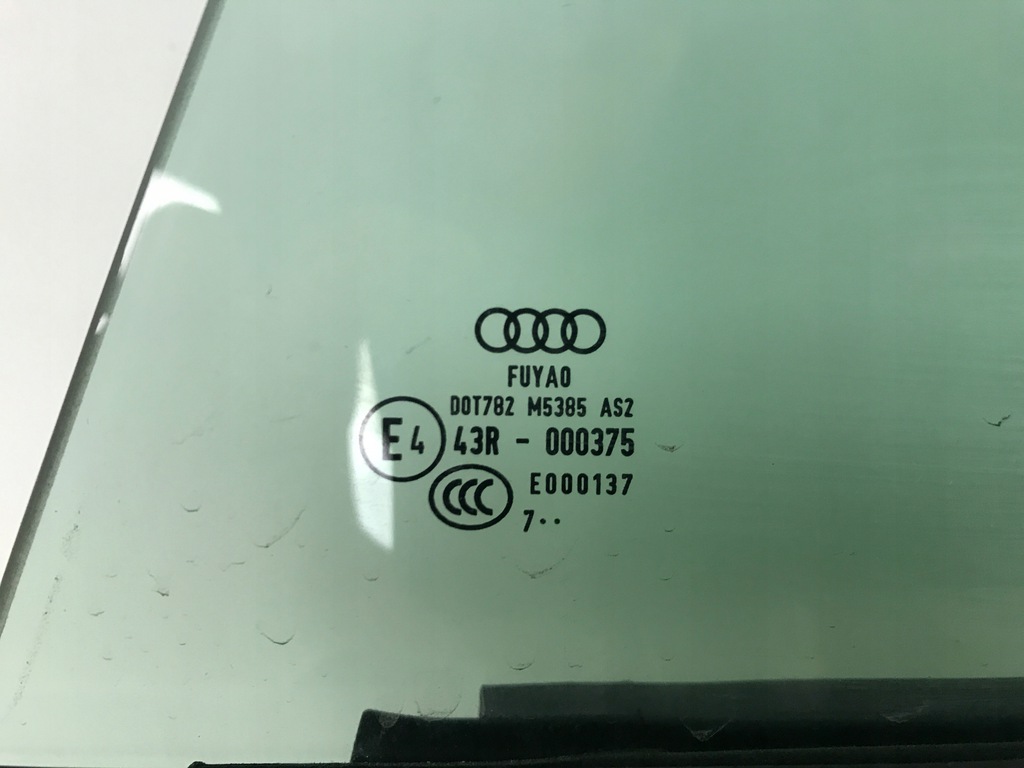 FUYAO
DOT782 M5385 AS2
E4 43R - 000375
CCC E000137
7··